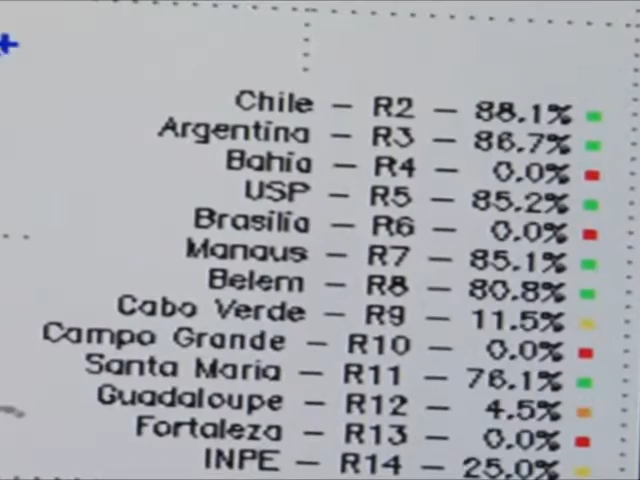 Chile - R2 - 88.1%
Argentina - R3 - 86.7%
Bahia - R4 - 0.0%
USP - R5 - 85.2%
Brasilia - R6 - 0.0%
Manaus - R7 - 85.1%
Belem - R8 - 80.8%
Cabo Verde - R9 - 11.5%
Campo Grande - R10 - 0.0%
Santa Maria - R11 - 76.1%
Guadaloupe - R12 - 4.5%
Fortaleza - R13 - 0.0%
INPE - R14 - 25.0%